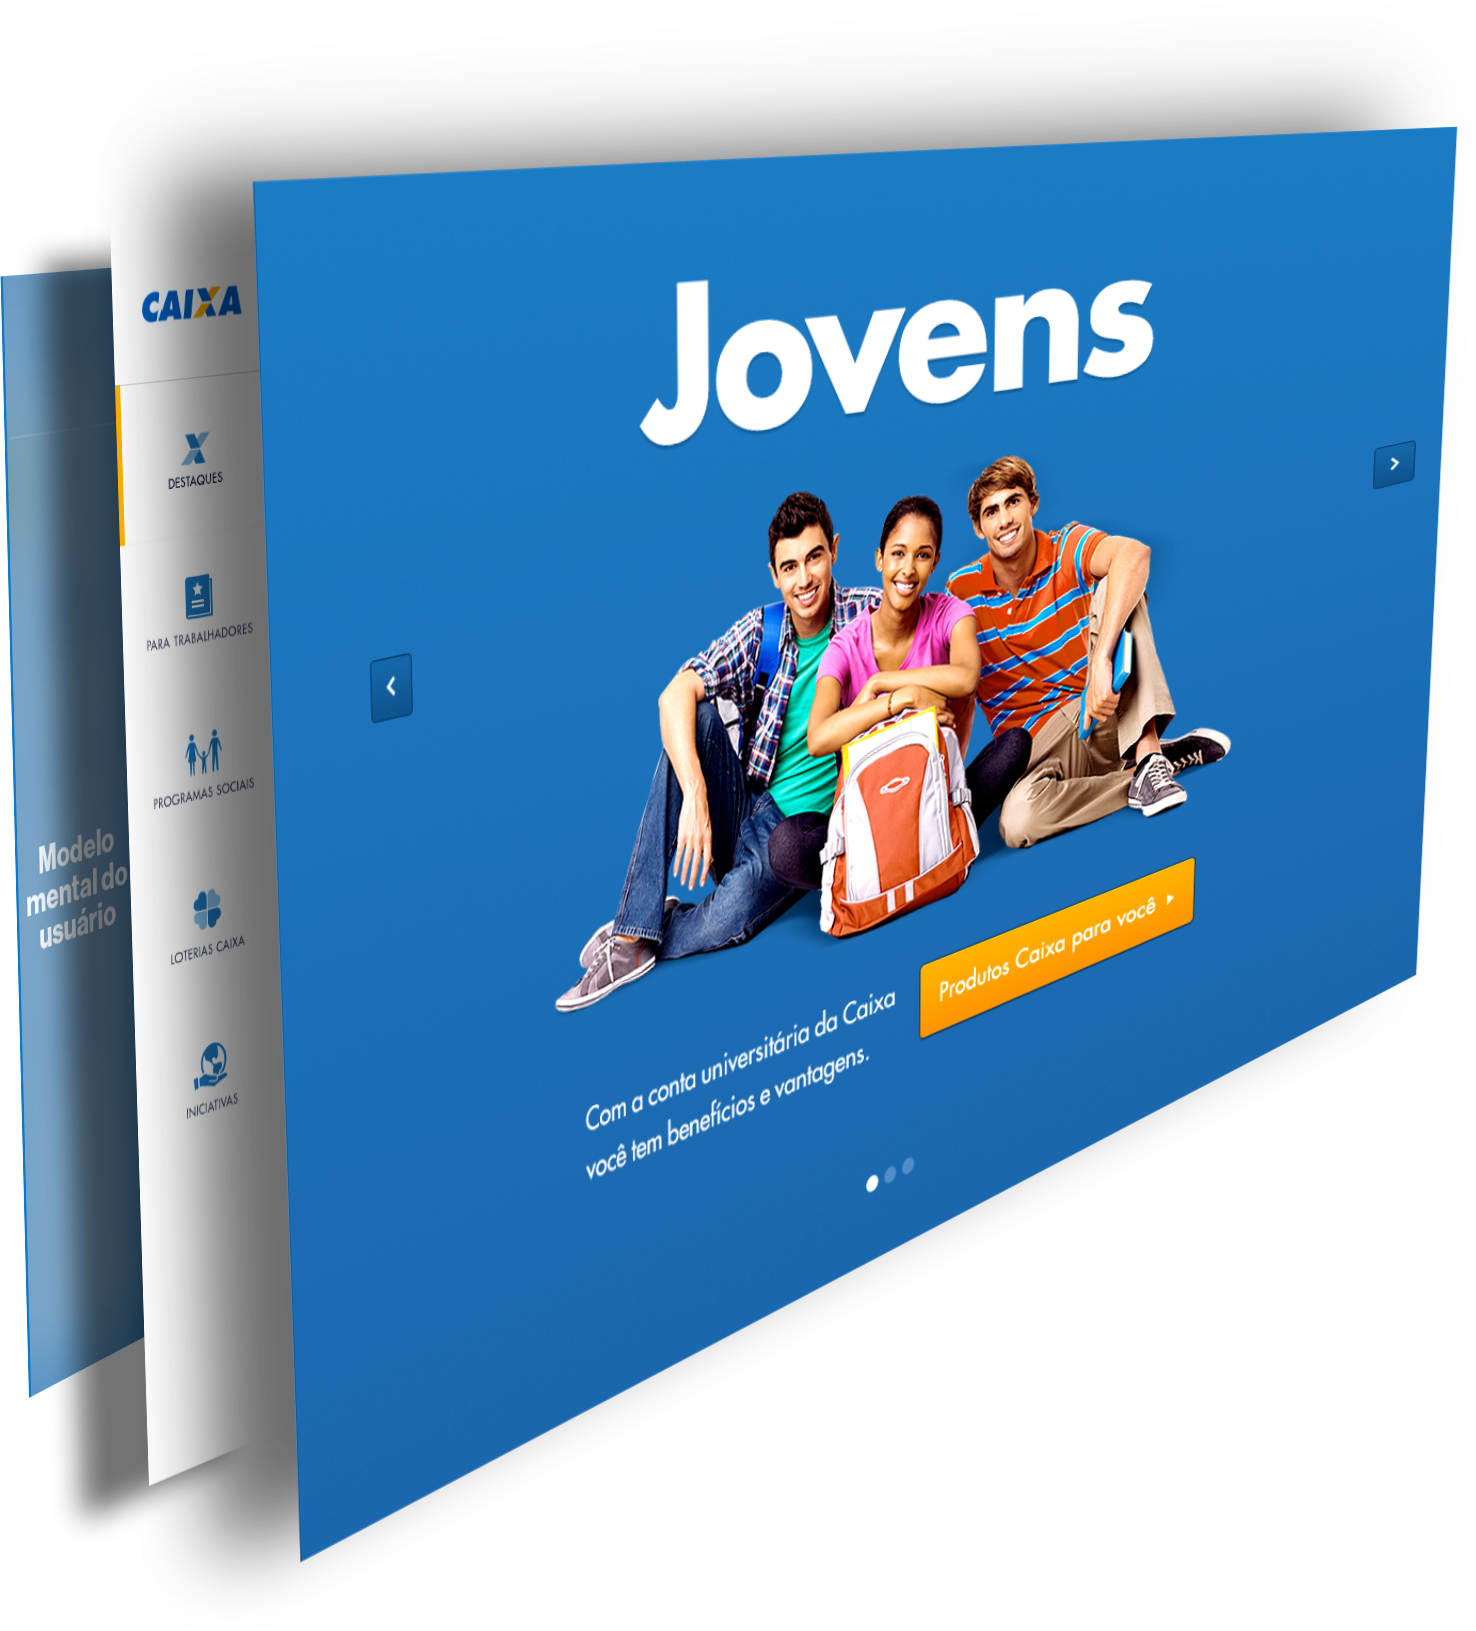 Modelo
mental do
usuário
CAIXA
DESTAQUES
PARA TRABALHADORES
PROGRAMAS SOCIAIS
LOTERIAS CAIXA
INICIATIVAS
Jovens
Produtos Caixa para você
Com a conta universitária da Caixa
você tem benefícios e vantagens.